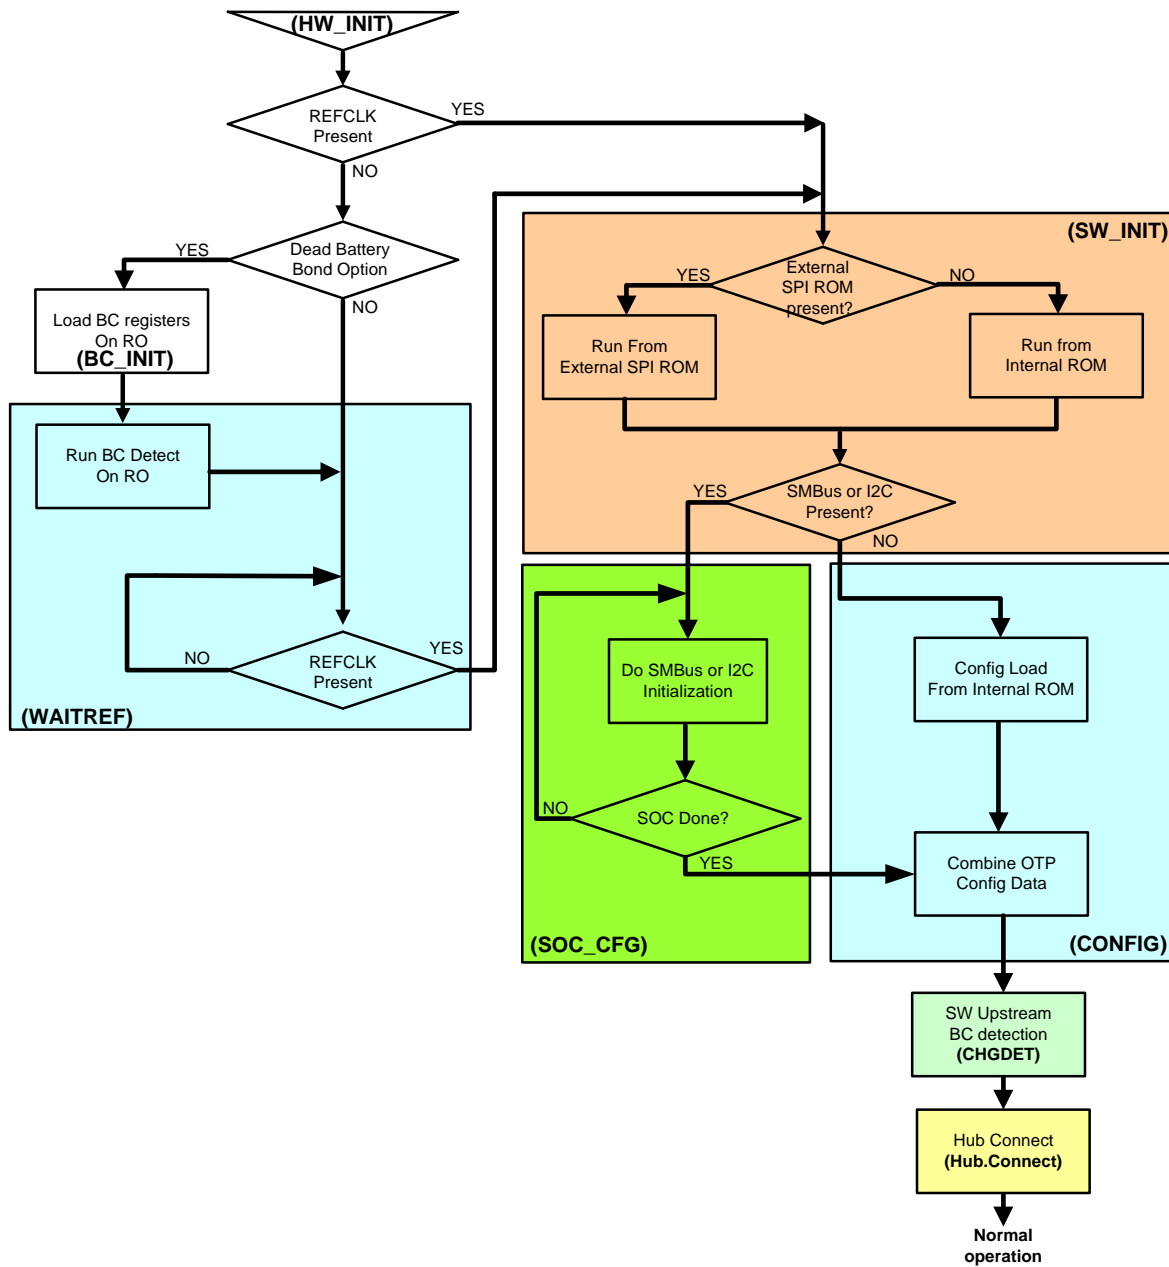 (HW_INIT)
REFCLK
Present
YES
NO
Dead Battery
Bond Option
YES
NO
Load BC registers
On RO
(BC_INIT)
Run BC Detect
On RO
REFCLK
Present
NO
YES
(WAITREF)
(SW_INIT)
External
SPI ROM
present?
YES
NO
Run From
External SPI ROM
Run from
Internal ROM
SMBus or I2C
Present?
YES
NO
Do SMBus or I2C
Initialization
SOC Done?
NO
YES
(SOC_CFG)
Config Load
From Internal ROM
Combine OTP
Config Data
(CONFIG)
SW Upstream
BC detection
(CHGDET)
Hub Connect
(Hub.Connect)
Normal
operation